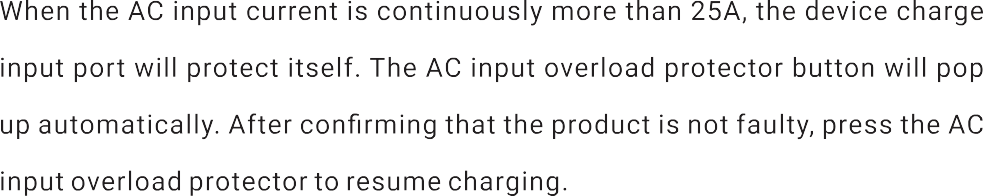 When the AC input current is continuously more than 25A, the device charge
input port will protect itself. The AC input overload protector button will pop
up automatically. After confirming that the product is not faulty, press the AC
input overload protector to resume charging.